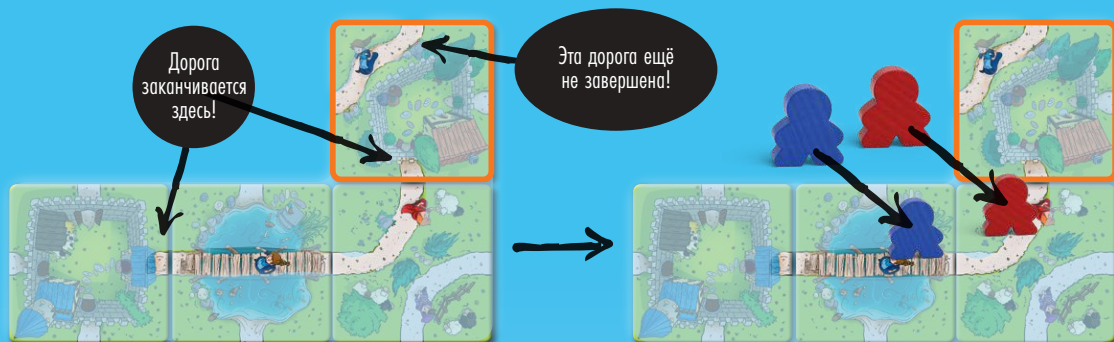 Дорога
заканчивается
здесь!
Эта дорога ещё
не завершена!